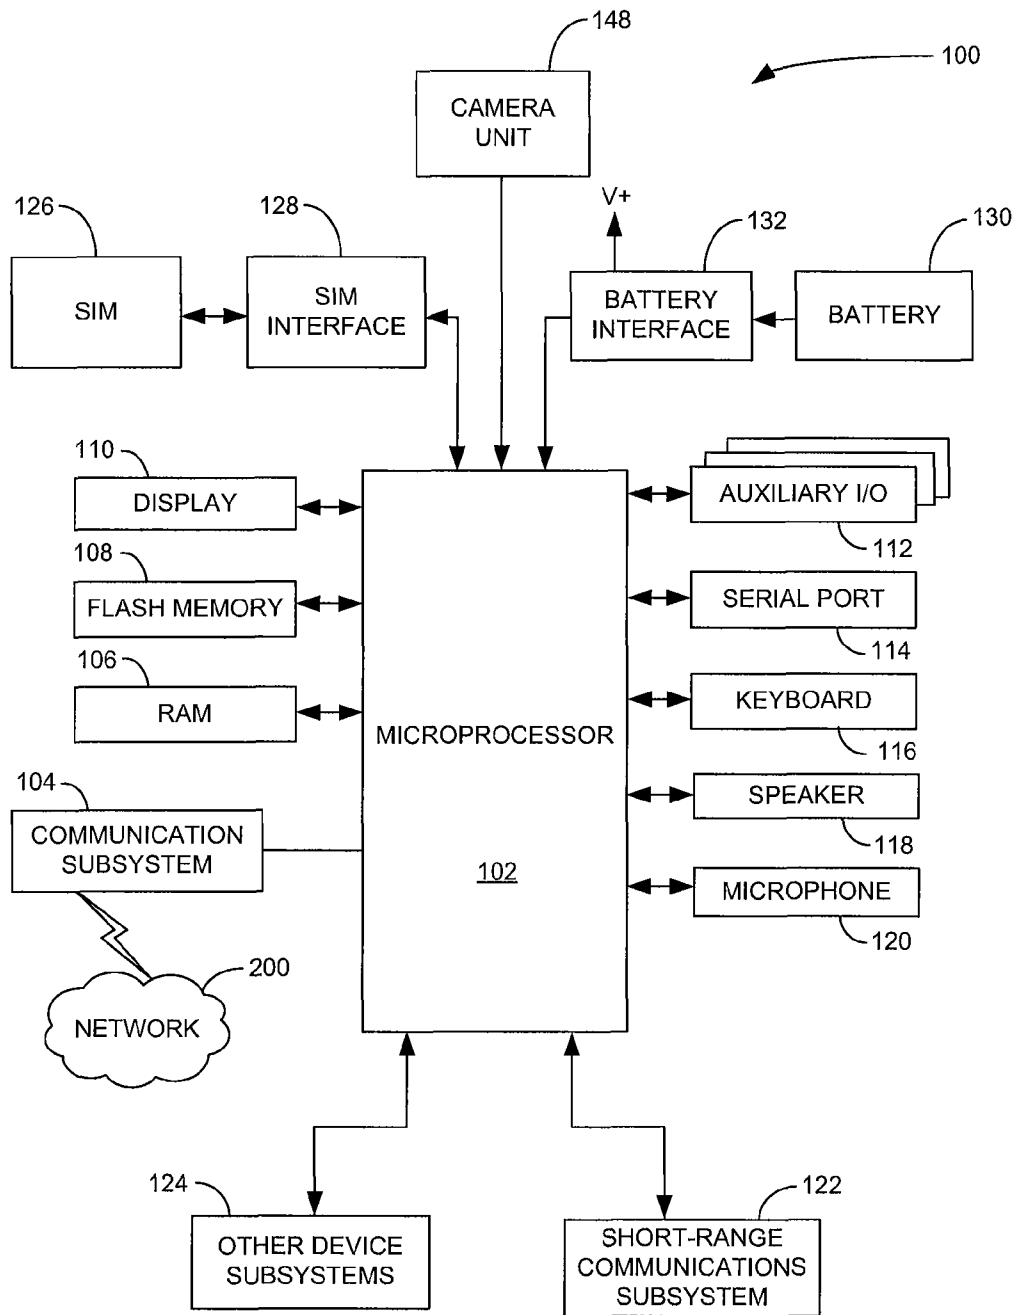 148
100
CAMERA
UNIT
V+
126
128
132
130
SIM
SIM
INTERFACE
BATTERY
INTERFACE
BATTERY
110
DISPLAY
AUXILIARY I/O
112
108
FLASH MEMORY
SERIAL PORT
114
106
RAM
KEYBOARD
116
MICROPROCESSOR
102
104
COMMUNICATION
SUBSYSTEM
SPEAKER
118
MICROPHONE
120
200
NETWORK
124
OTHER DEVICE
SUBSYSTEMS
122
SHORT-RANGE
COMMUNICATIONS
SUBSYSTEM